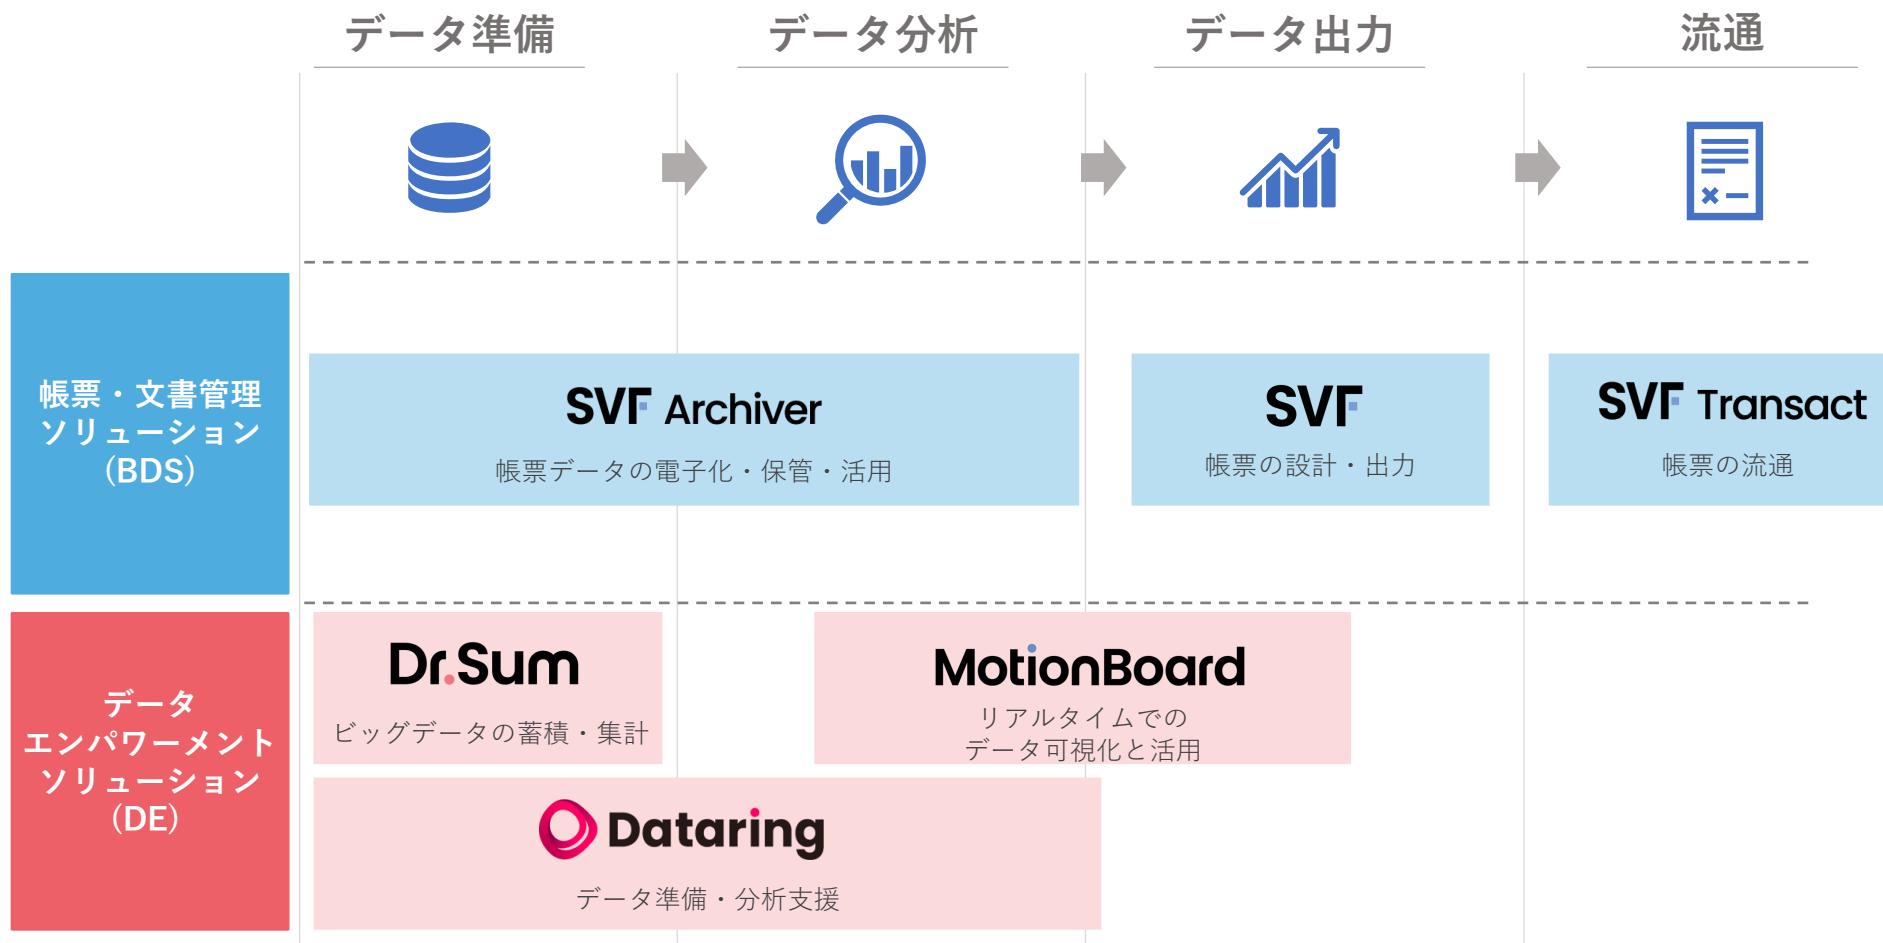 データ準備
データ分析
データ出力
流通
帳票・文書管理
ソリューション
(BDS)
SVF Archiver
帳票データの電子化・保管・活用
SVF
帳票の設計・出力
SVF Transact
帳票の流通
データ
エンパワーメント
ソリューション
(DE)
Dr.Sum
ビッグデータの蓄積・集計
MotionBoard
リアルタイムでの
データ可視化と活用
Dataring
データ準備・分析支援